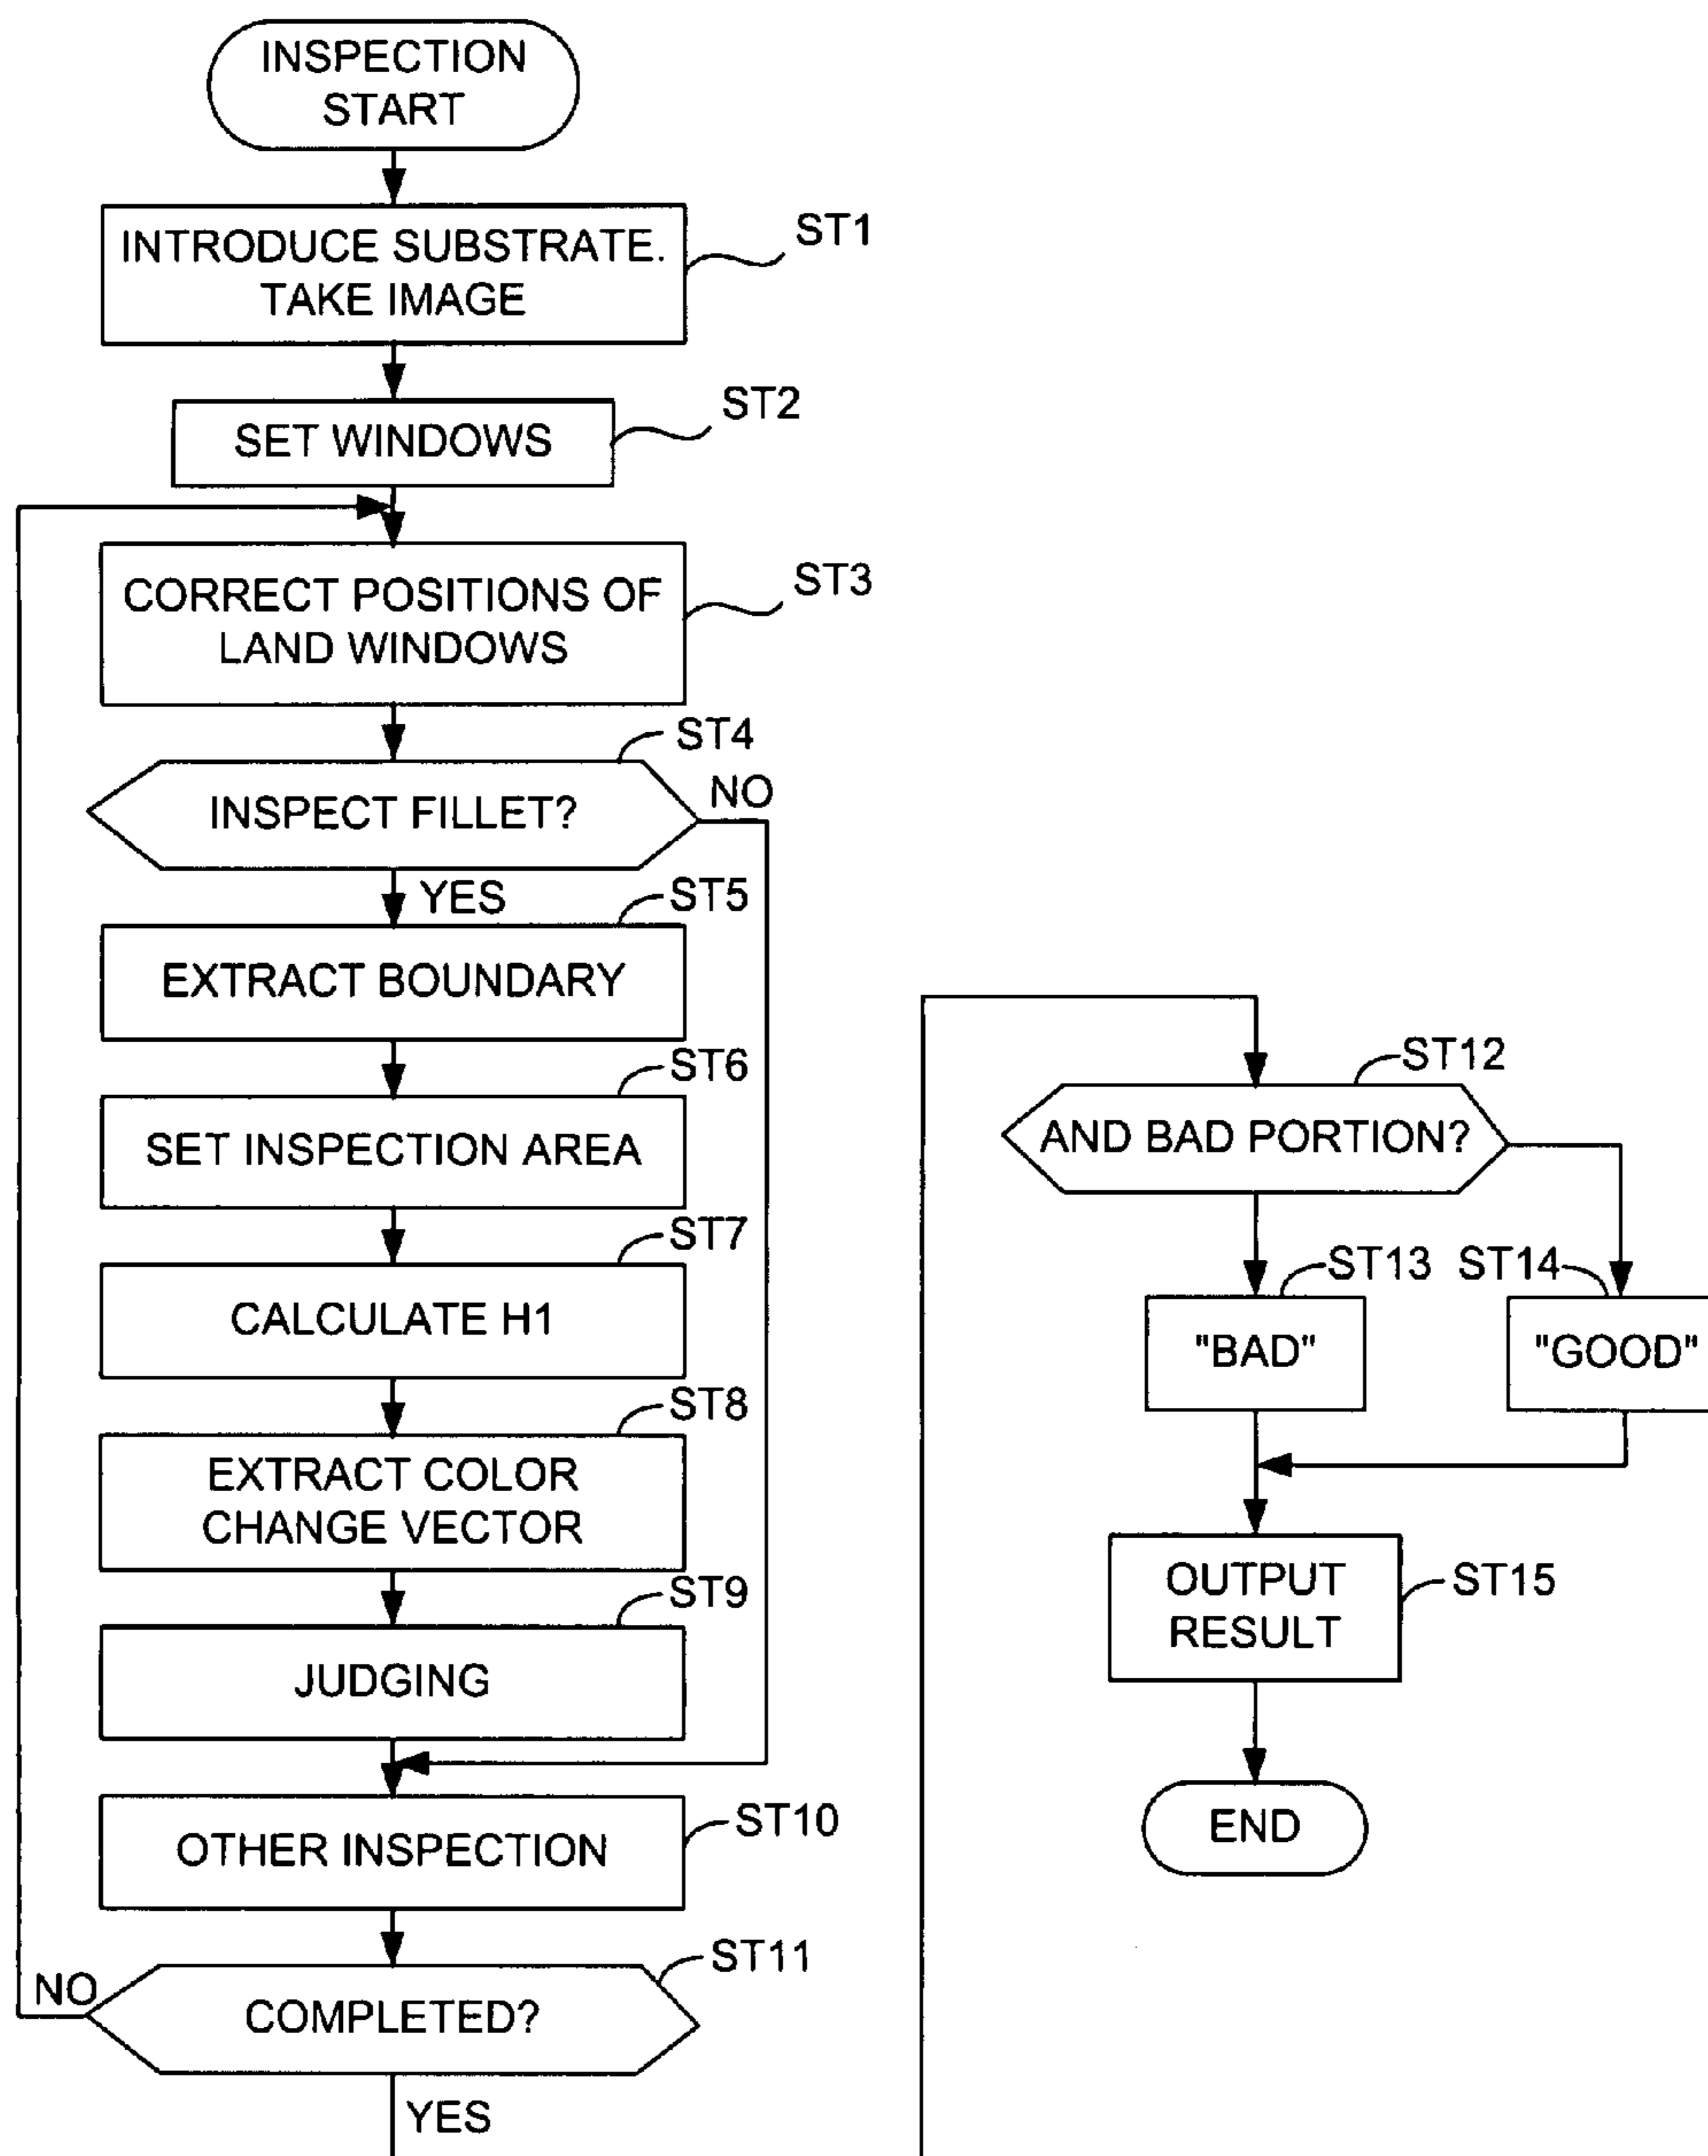 INSPECTION
START
INTRODUCE SUBSTRATE.
TAKE IMAGE
ST1
SET WINDOWS
ST2
CORRECT POSITIONS OF
LAND WINDOWS
ST3
ST4
INSPECT FILLET?
NO
YES
ST5
EXTRACT BOUNDARY
ST6
SET INSPECTION AREA
ST7
CALCULATE H1
ST8
EXTRACT COLOR
CHANGE VECTOR
ST9
JUDGING
OTHER INSPECTION
ST10
ST11
COMPLETED?
NO
YES
ST12
AND BAD PORTION?
ST13
"BAD"
ST14
"GOOD"
OUTPUT
RESULT
ST15
END